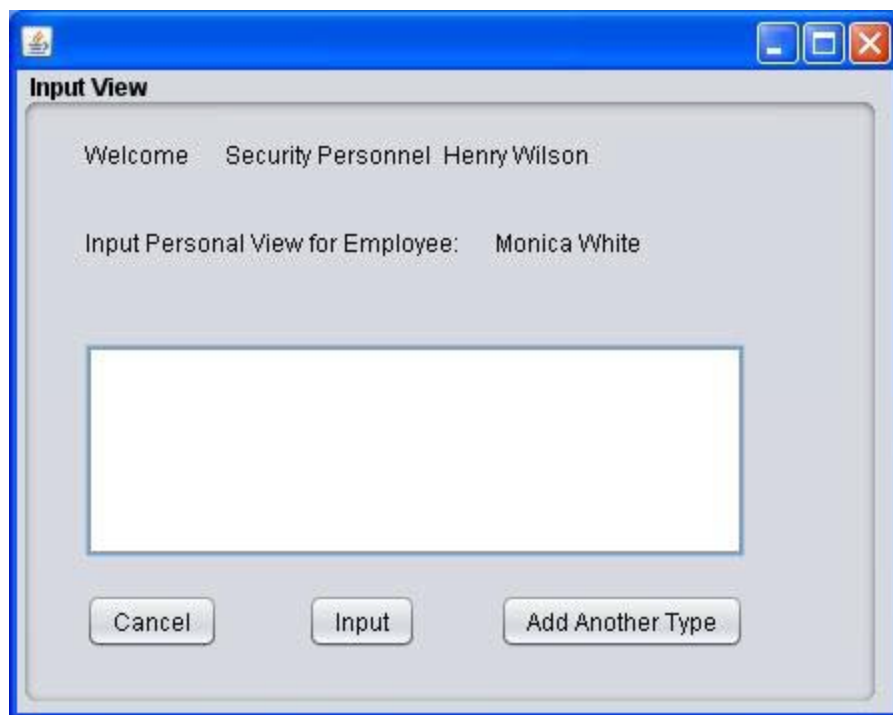 Input View
Welcome Security Personnel Henry Wilson
Input Personal View for Employee: Monica White
Cancel Input Add Another Type